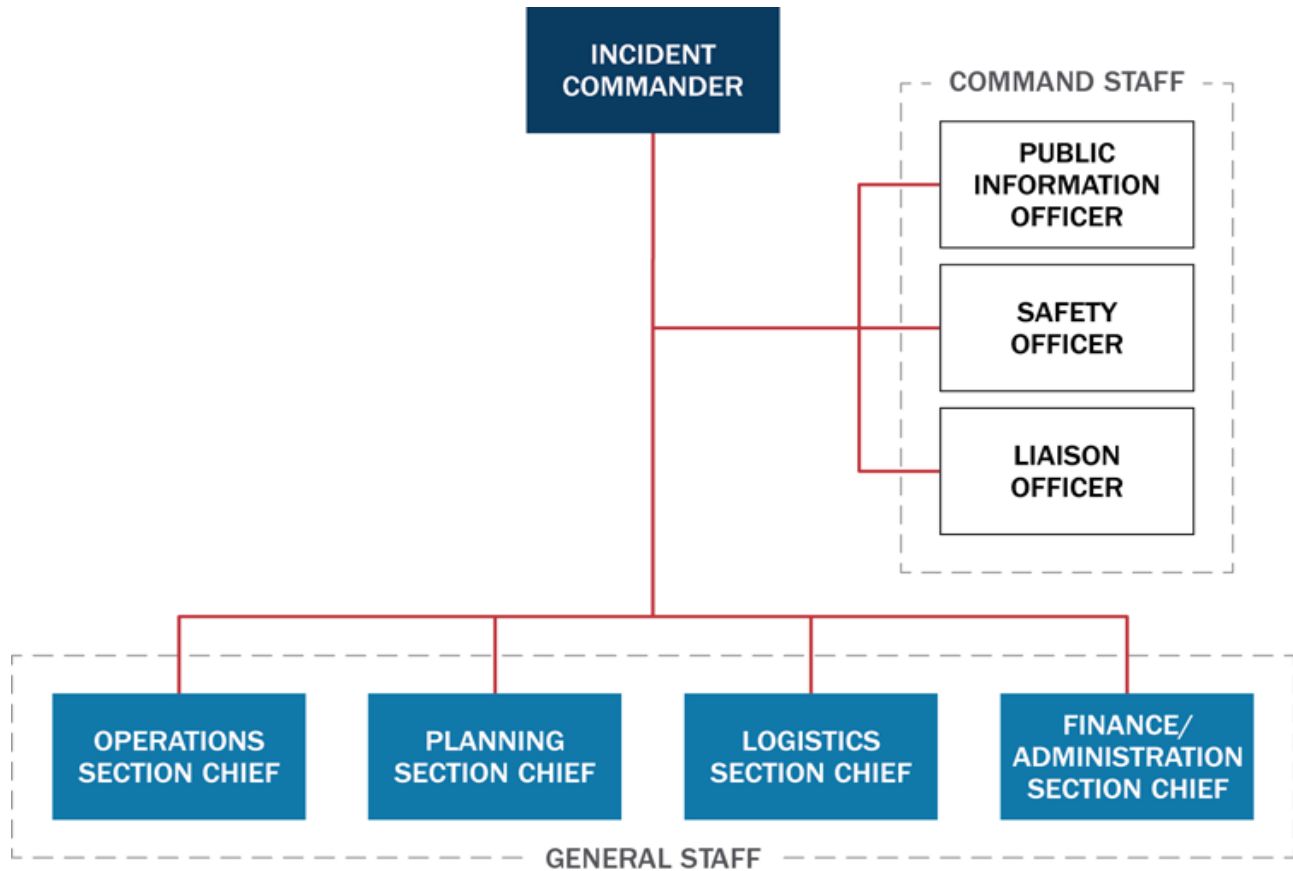 INCIDENT
COMMANDER
COMMAND STAFF
PUBLIC
INFORMATION
OFFICER
SAFETY
OFFICER
LIAISON
OFFICER
OPERATIONS
SECTION CHIEF
PLANNING
SECTION CHIEF
LOGISTICS
SECTION CHIEF
FINANCE/
ADMINISTRATION
SECTION CHIEF
GENERAL STAFF